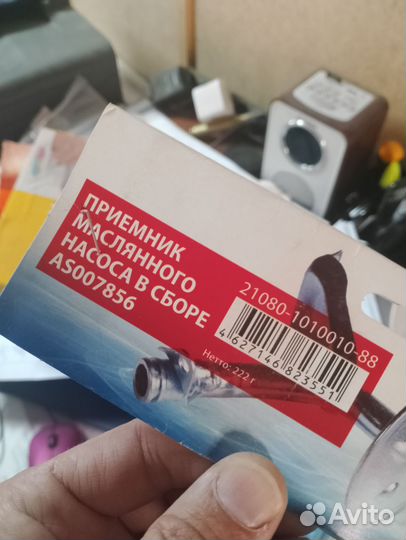 ПРИЕМНИК
МАСЛЯННОГО
НАСОСА В СБОРЕ
AS007856
21080-1010010-88
4627146823551
Нетто: 222 г
Avito